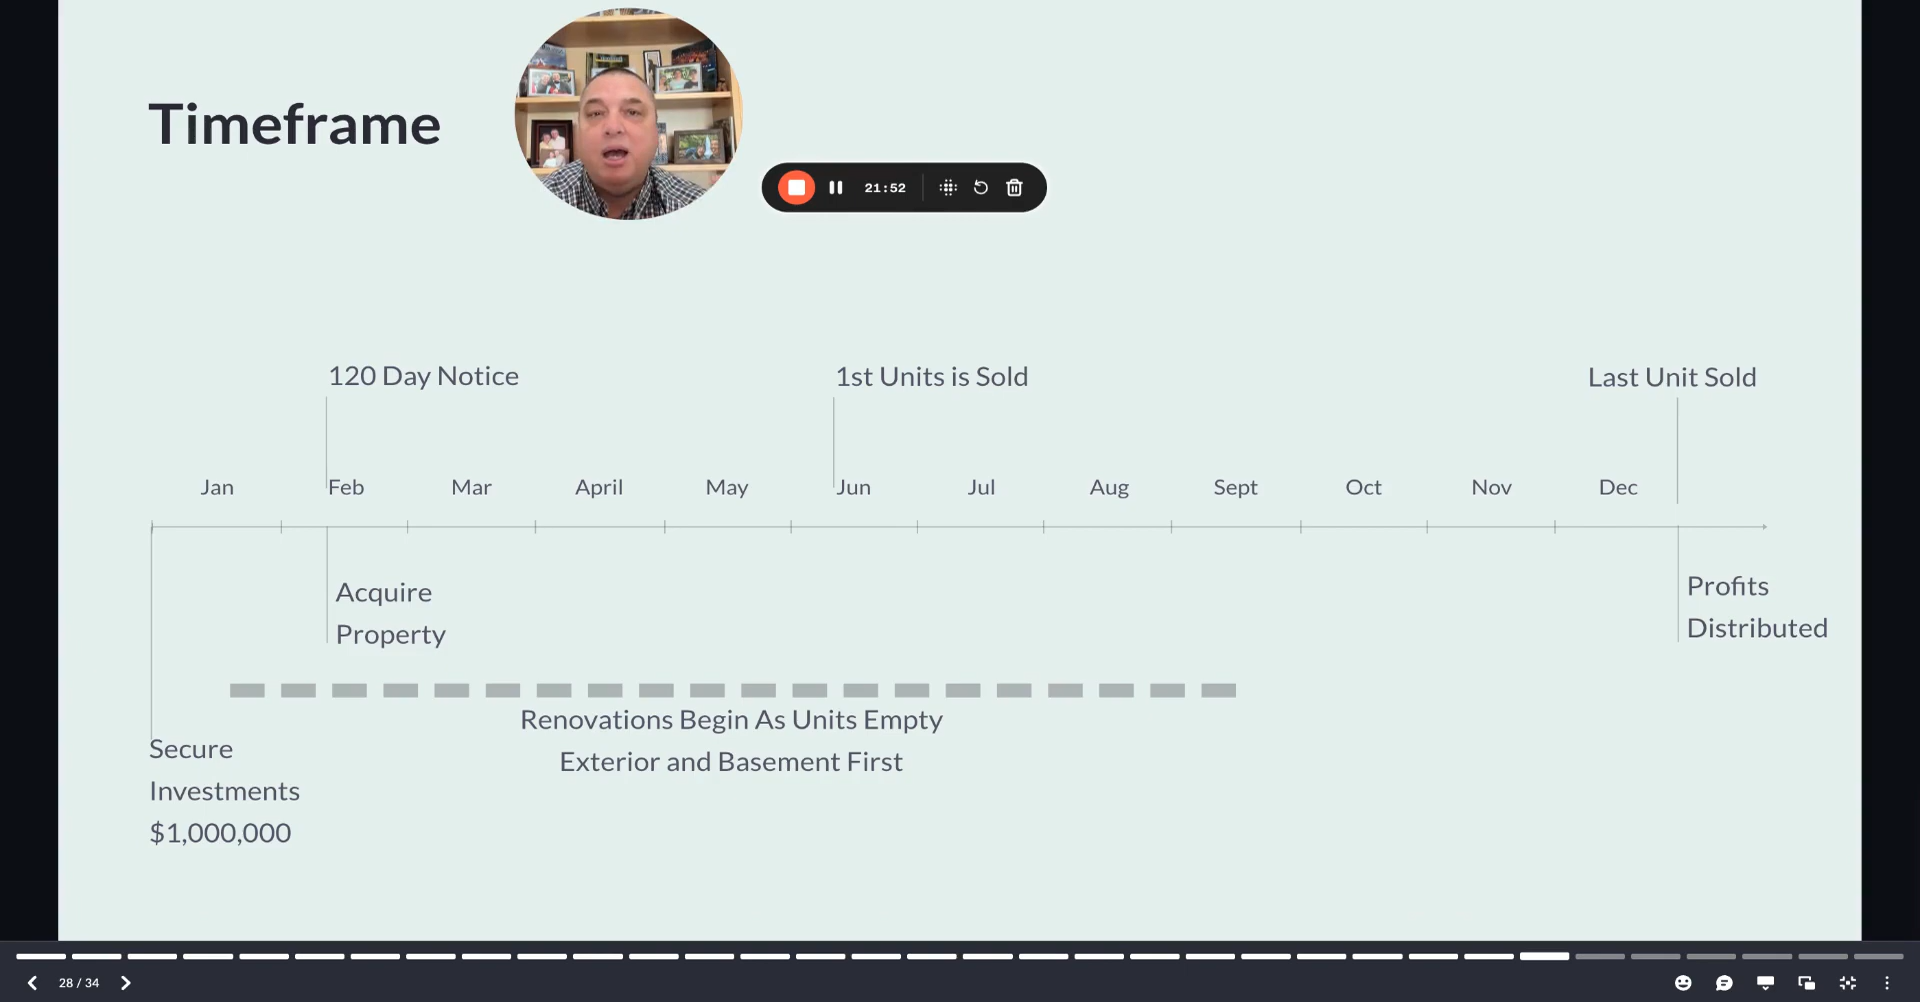 Timeframe
21:52
120 Day Notice
1st Units is Sold
Last Unit Sold
Jan
Feb
Mar
April
May
Jun
Jul
Aug
Sept
Oct
Nov
Dec
Acquire
Property
Profits
Distributed
Renovations Begin As Units Empty
Exterior and Basement First
Secure
Investments
$1,000,000
28 / 34